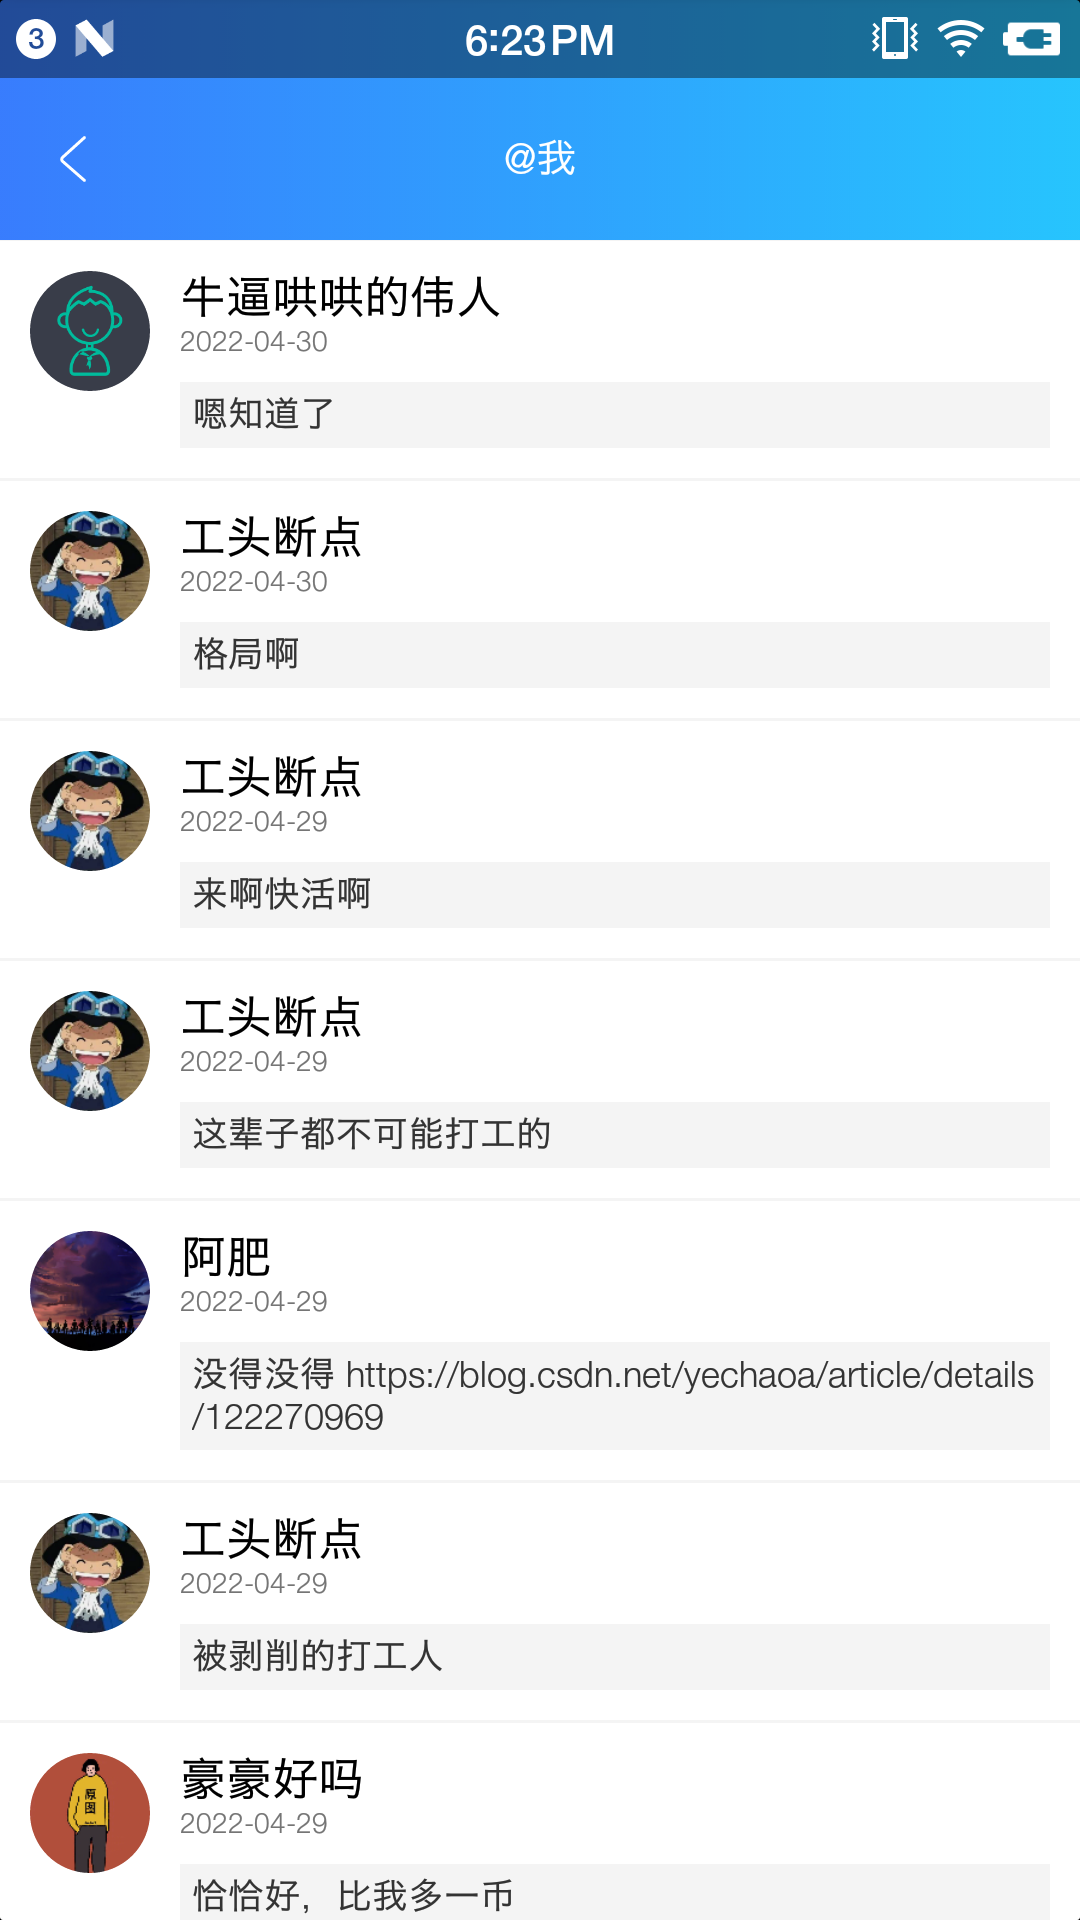 3
6:23PM
@我
牛逼哄哄的伟人
2022-04-30
嗯知道了
工头断点
2022-04-30
格局啊
工头断点
2022-04-29
来啊快活啊
工头断点
2022-04-29
这辈子都不可能打工的
阿肥
2022-04-29
没得没得 https://blog.csdn.net/yechaoa/article/details
/122270969
工头断点
2022-04-29
被剥削的打工人
豪豪好吗
2022-04-29
原
图
恰恰好，比我多一币